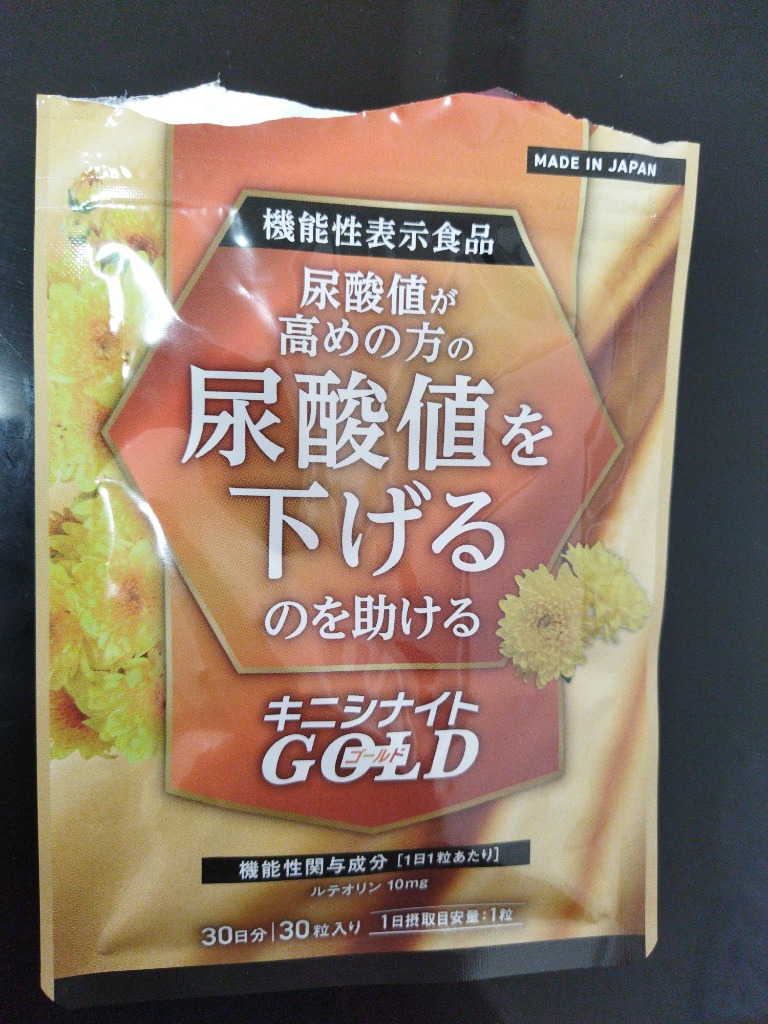 MADE IN JAPAN
機能性表示食品
尿酸値が
高めの方の
尿酸値を
下げる
のを助ける
キニシナイト
GOLD
ゴールド
機能性関与成分 [1日1粒あたり]
ルテオリン 10mg
30日分|30粒入り 1日摂取目安量:1粒